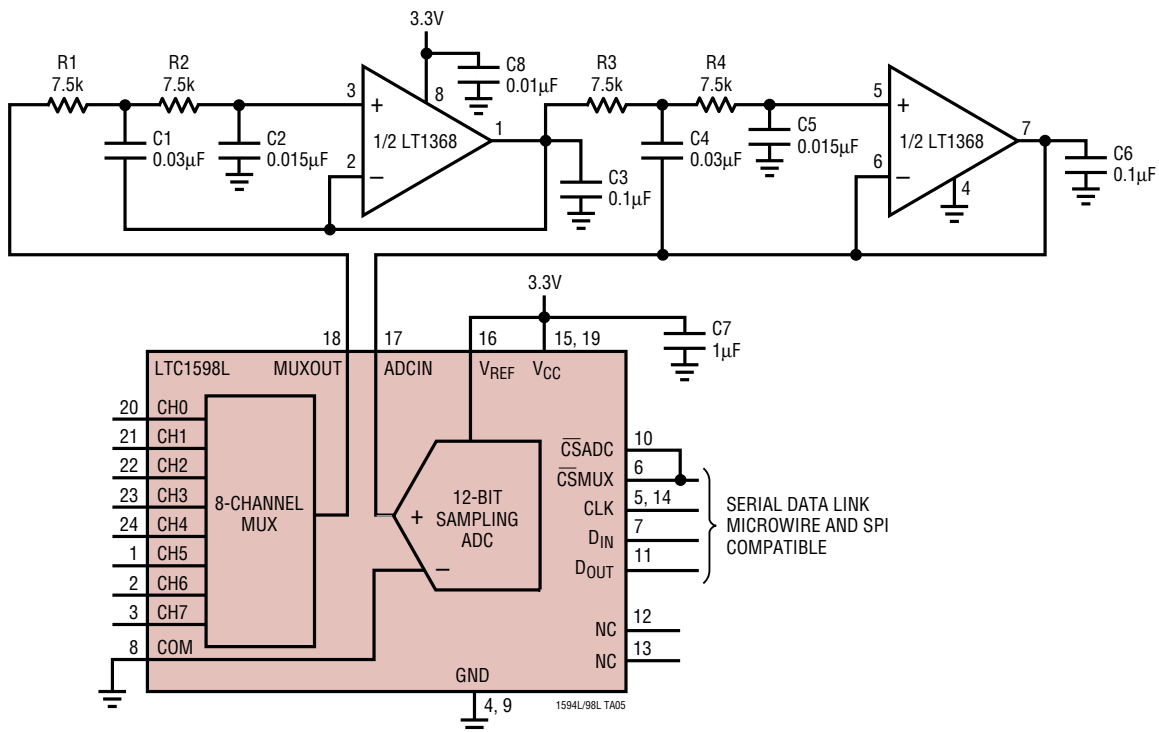 3.3V
R1
7.5k
R2
7.5k
C8
0.01µF
R3
7.5k
R4
7.5k
3
+
8
1/2 LT1368
1
2
–
C1
0.03µF
C2
0.015µF
C3
0.1µF
C4
0.03µF
C5
0.015µF
5
+
1/2 LT1368
7
6
–
4
C6
0.1µF
3.3V
C7
1µF
18
17
16
15, 19
LTC1598L
MUXOUT
ADCIN
VREF
VCC
20 CH0
21 CH1
22 CH2
23 CH3
24 CH4
1 CH5
2 CH6
3 CH7
8 COM
8-CHANNEL
MUX
+
12-BIT
SAMPLING
ADC
–
C̅S̅ADC 10
C̅S̅MUX 6
CLK 5, 14
DIN 7
DOUT 11
NC 12
NC 13
SERIAL DATA LINK
MICROWIRE AND SPI
COMPATIBLE
GND
4, 9
1594L/98L TA05